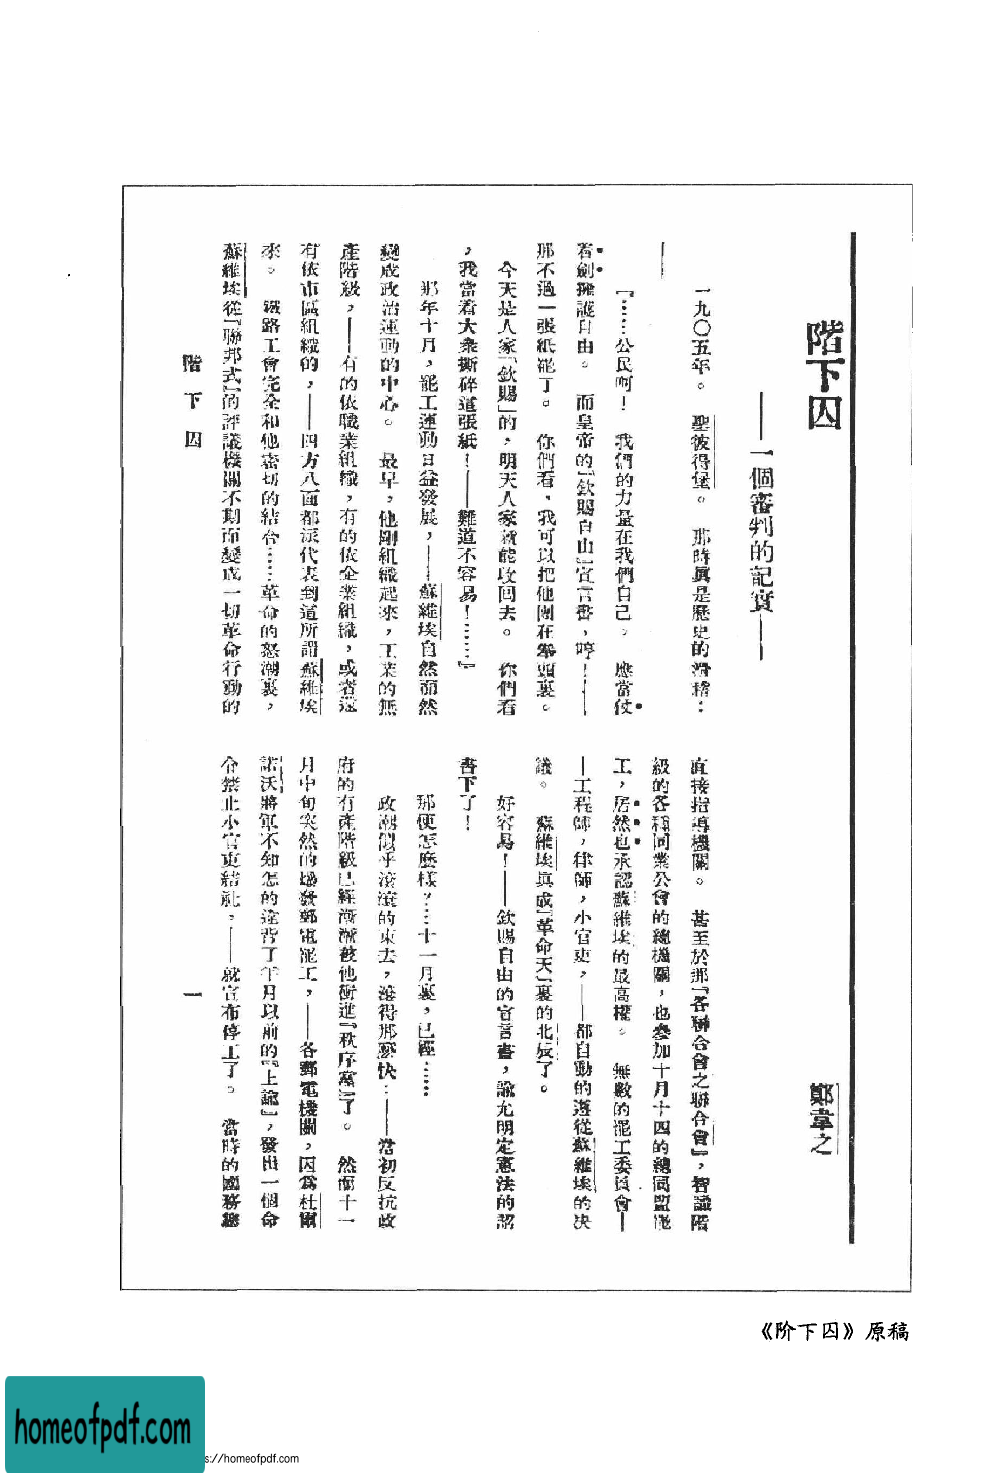 階下囚
——一個審判的記實——
鄭韋之
一九〇五年。 聖彼得堡。 那時真是歷史的滑稽：
——
『……公民呵！ 我們的力量在我們自己。 應當仗
着劍擁護自由。 而皇帝的『欽賜自由』宣言書，哼！——
那不過一張紙罷了。 你們看，我可以把他團在拳頭裏。
今天是人家『欽賜』的，明天人家就能收回去。 你們看
，我當着大衆撕碎這張紙！——難道不容易！……』
那年十月，罷工運動日益發展，——蘇維埃自然而然
變成政治運動的中心。 最早，他剛組織起來，工業的無
產階級，——有的依職業組織，有的依企業組織，或者還
有依市區組織的，——四方八面都派代表到這所謂蘇維埃
來。 鐵路工會完全和他密切的結合……革命的怒潮裏，
蘇維埃從『聯邦式』的評議機關不期而變成一切革命行動的
直接指導機關。 甚至於那『各聯合會之聯合會』，智識階
級的各種同業公會的總機關，也參加十月十四的總同盟罷
工，居然也承認蘇維埃的最高權。 無數的罷工委員會—
—工程師，律師，小官吏，——都自動的遵從蘇維埃的決
議。 蘇維埃真成『革命天』裏的北辰了。
好容易！——欽賜自由的宣言書，諭允明定憲法的詔
書下了！
那便怎麼樣？……十一月裏，已經……
政潮似乎滾滾的東去，滾得那麼快：——當初反抗政
府的有產階級已經漸漸被他衝進『秩序黨』了。 然而十一
月中旬突然的爆發郵電罷工，——各郵電機關，因爲杜爾
諾沃將軍不知怎的違背了半月以前的『上諭』，發出一個命
令禁止小官吏結社，——就宣布停工了。 當時的國務總
階下囚
一
《阶下囚》原稿
homeofpdf.com
s://homeofpdf.com